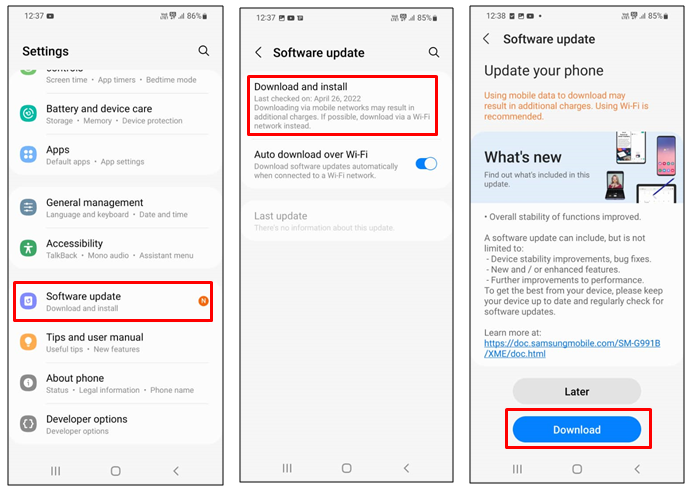 12:37
86%
Settings
Controls
Screen time • App timers • Bedtime mode
Battery and device care
Storage • Memory • Device protection
Apps
Default apps • App settings
General management
Language and keyboard • Date and time
Accessibility
TalkBack • Mono audio • Assistant menu
Software update
Download and install
N
Tips and user manual
Useful tips • New features
About phone
Status • Legal information • Phone name
Developer options
Developer options
12:37
85%
Software update
Download and install
Last checked on: April 26, 2022
Downloading via mobile networks may result in
additional charges. If possible, download via a Wi-Fi
network instead.
Auto download over Wi-Fi
Download software updates automatically
when connected to a Wi-Fi network.
Last update
There's no information about this update.
12:38
85%
Software update
Update your phone
Using mobile data to download may
result in additional charges. Using Wi-Fi is
recommended.
What's new
Find out what's included in this
update.
• Overall stability of functions improved.
A software update can include, but is not
limited to:
- Device stability improvements, bug fixes.
- New and / or enhanced features.
- Further improvements to performance.
To get the best from your device, please keep
your device up to date and regularly check for
software updates.
Learn more at:
https://doc.samsungmobile.com/SM-G991B
/XME/doc.html
Later
Download